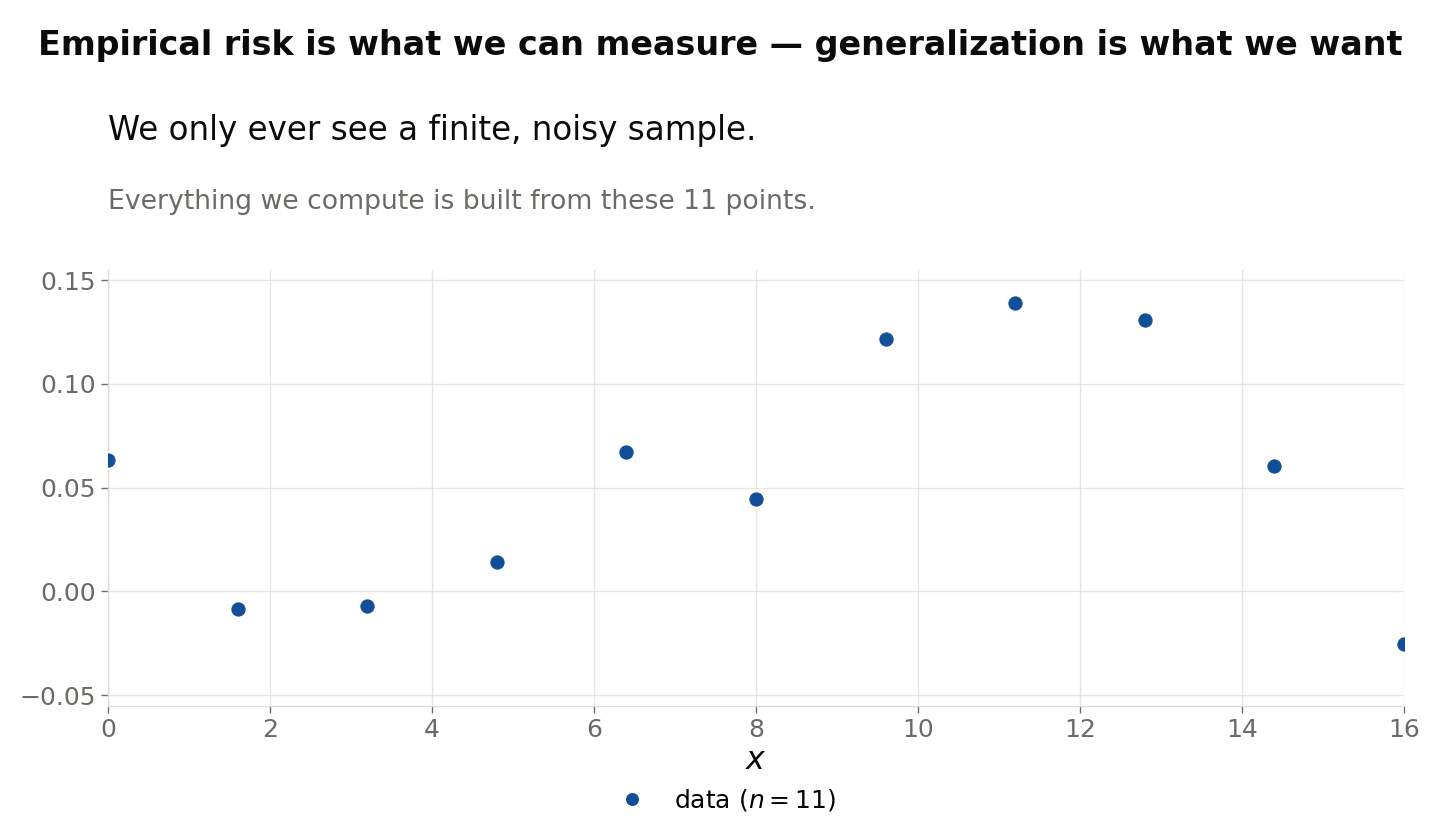 Empirical risk is what we can measure — generalization is what we want
We only ever see a finite, noisy sample.
Everything we compute is built from these 11 points.
0.15
0.10
0.05
0.00
−0.05
0 2 4 6 8 10 12 14 16
x
data (n = 11)